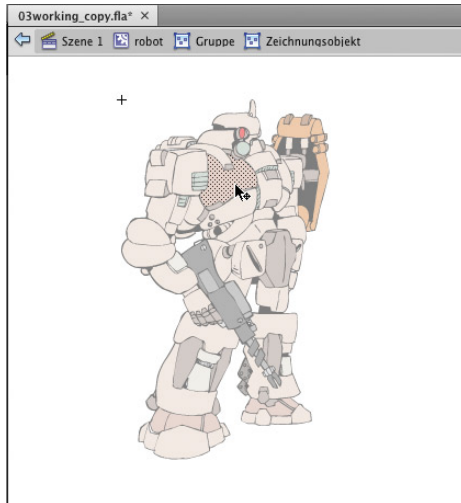 03working_copy.fla* ×
Szene 1 robot Gruppe Zeichnungsobjekt